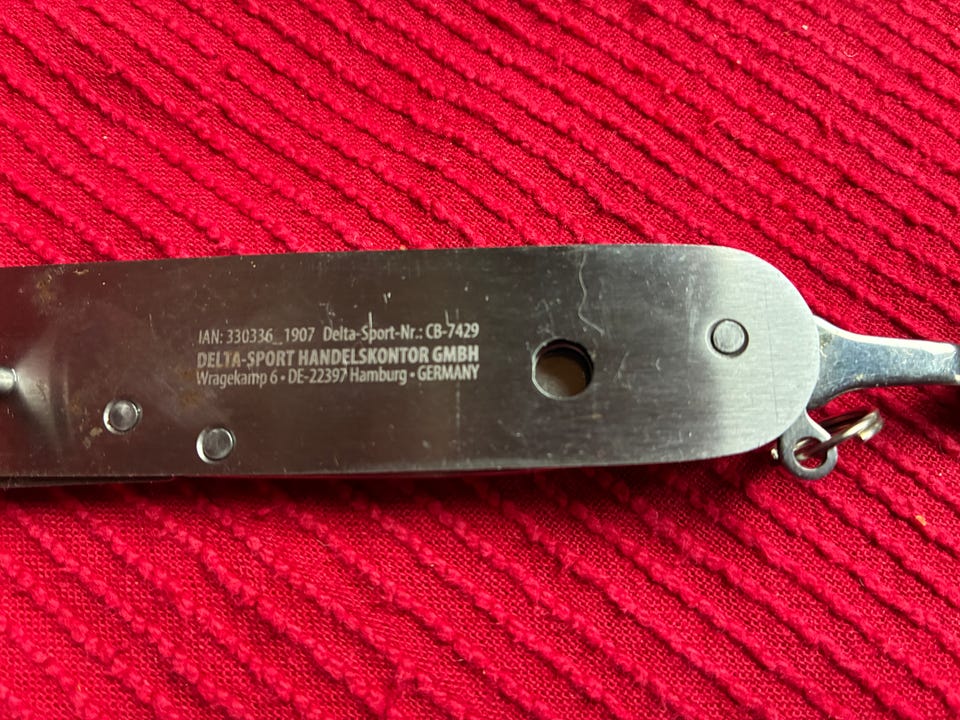 IAN: 330336_1907 Delta-Sport-Nr.: CB-7429
DELTA-SPORT HANDELSKONTOR GMBH
Wragekamp 6 • DE-22397 Hamburg • GERMANY